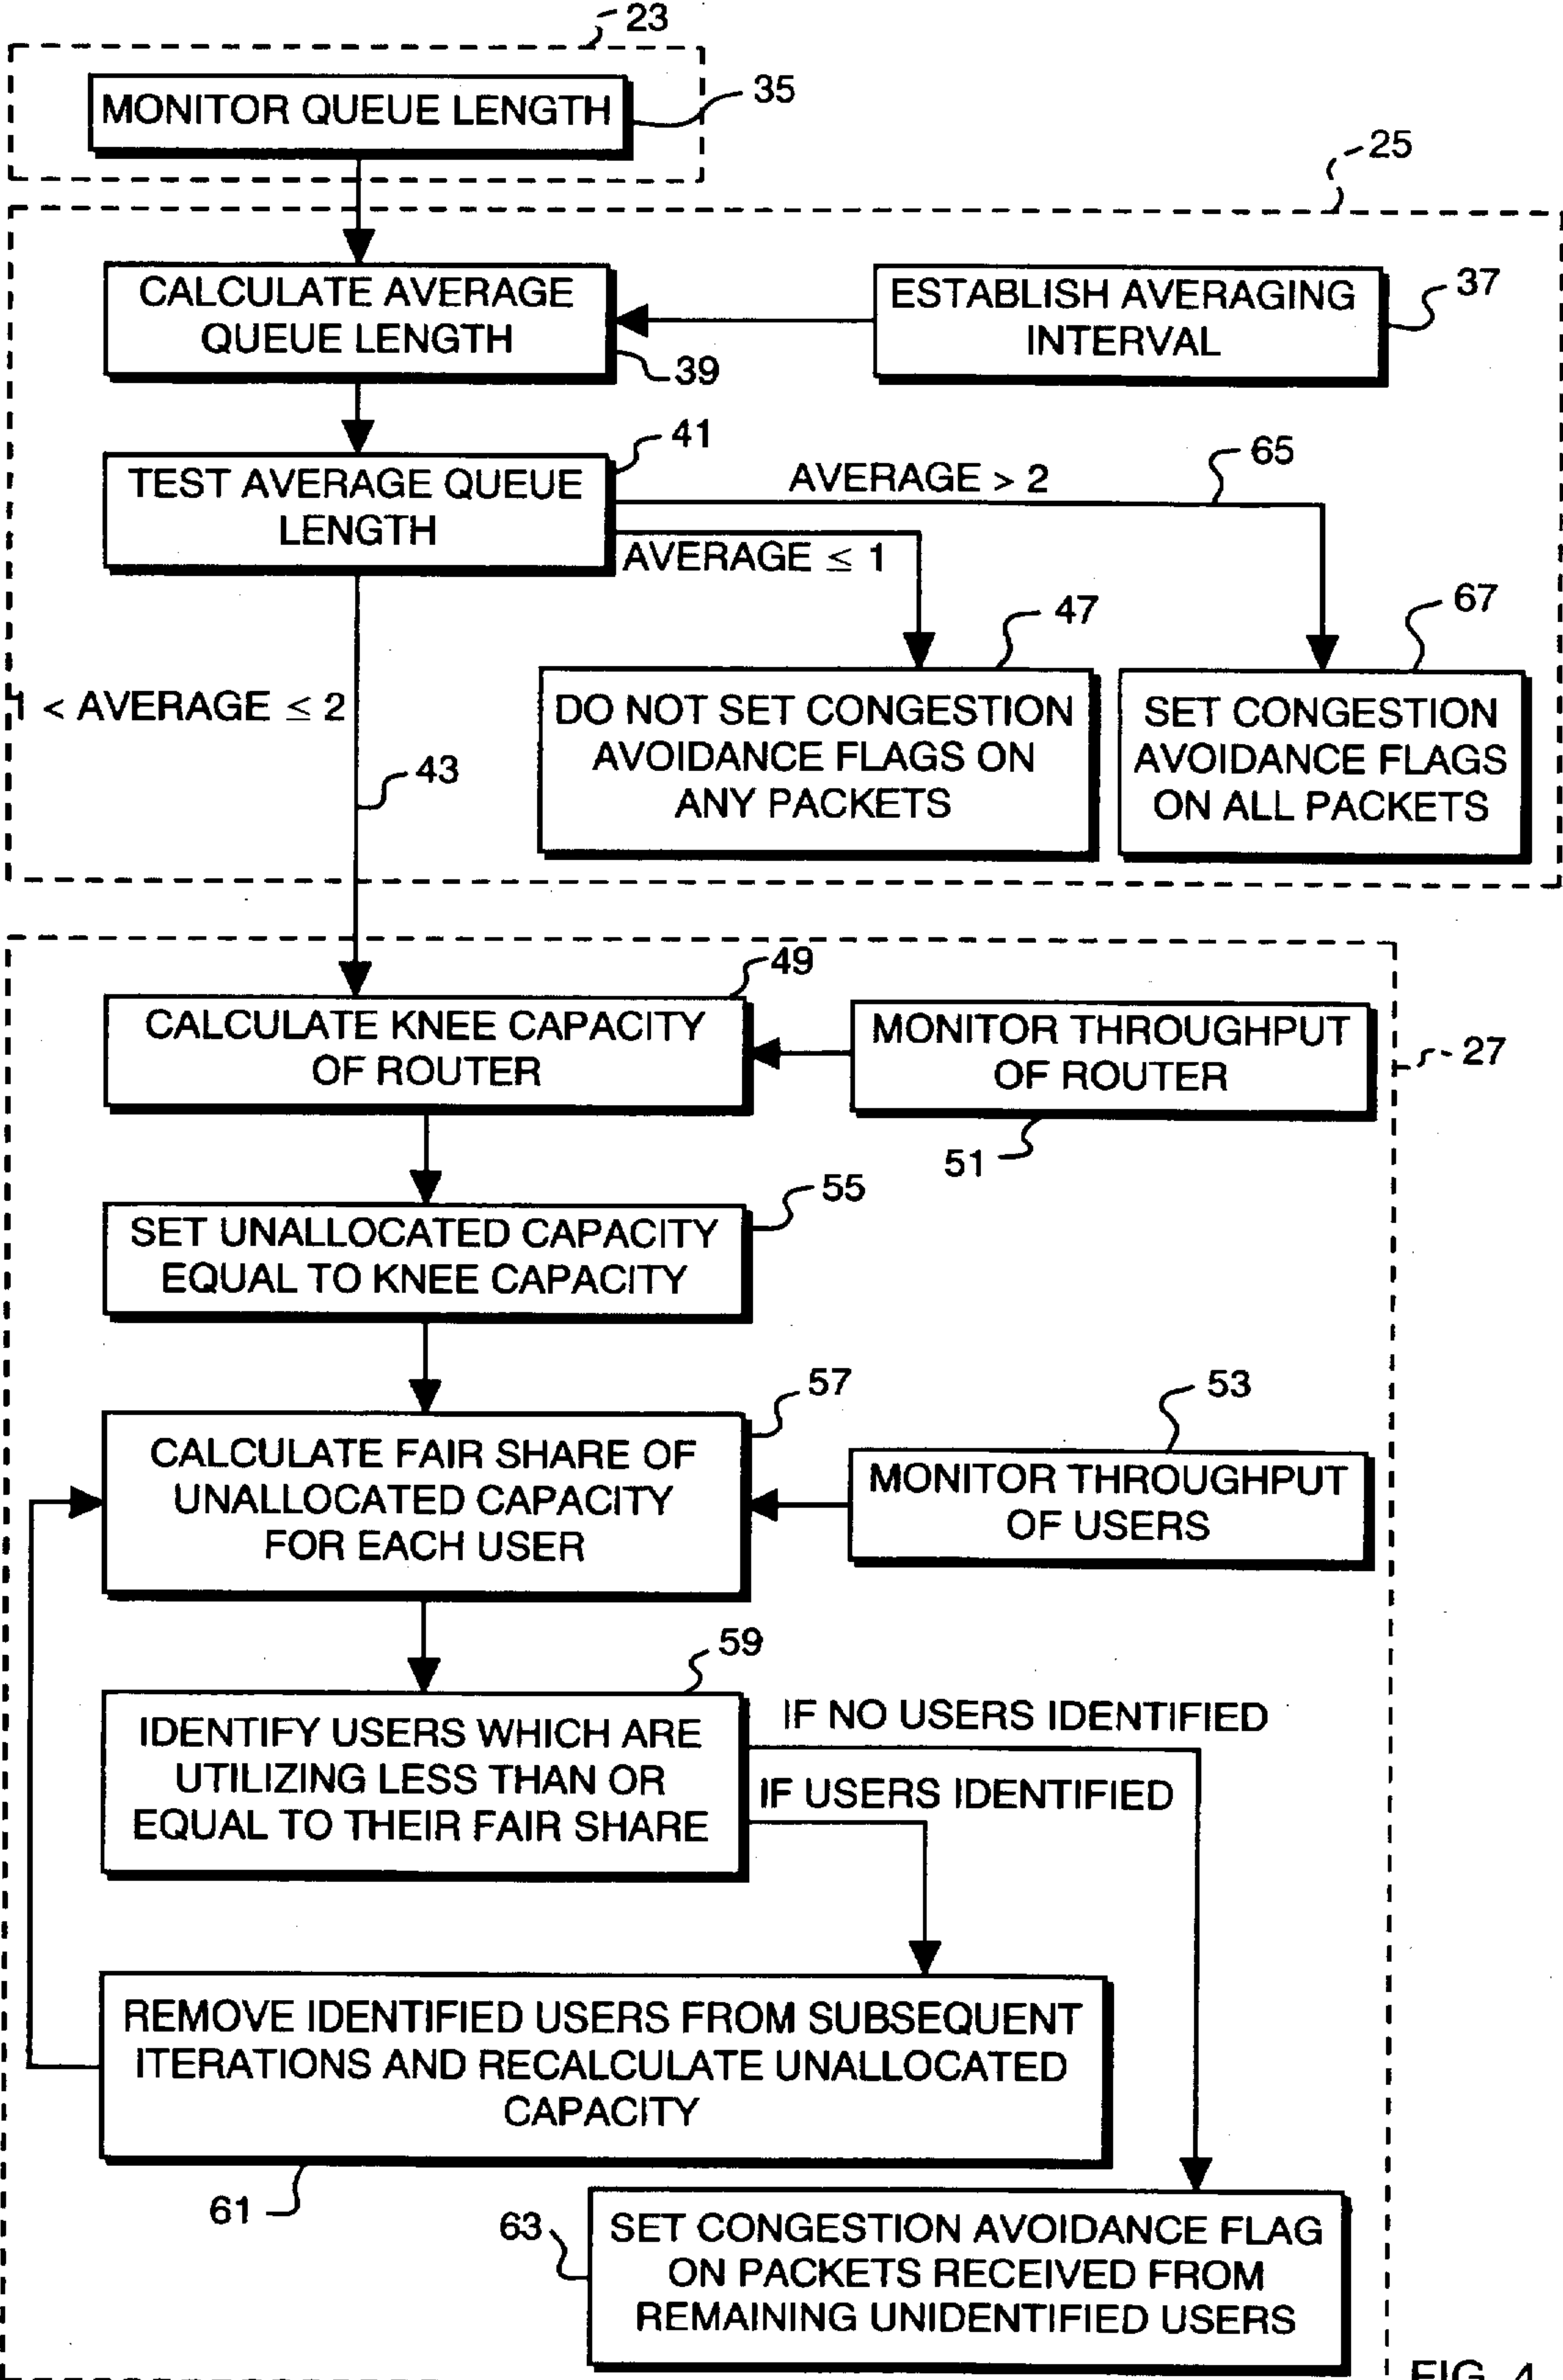 23
MONITOR QUEUE LENGTH
35
25
CALCULATE AVERAGE
QUEUE LENGTH
39
ESTABLISH AVERAGING
INTERVAL
37
TEST AVERAGE QUEUE
LENGTH
41
AVERAGE > 2
65
AVERAGE ≤ 1
47
67
1 < AVERAGE ≤ 2
DO NOT SET CONGESTION
AVOIDANCE FLAGS ON
ANY PACKETS
SET CONGESTION
AVOIDANCE FLAGS
ON ALL PACKETS
43
49
CALCULATE KNEE CAPACITY
OF ROUTER
MONITOR THROUGHPUT
OF ROUTER
27
51
55
SET UNALLOCATED CAPACITY
EQUAL TO KNEE CAPACITY
57
53
CALCULATE FAIR SHARE OF
UNALLOCATED CAPACITY
FOR EACH USER
MONITOR THROUGHPUT
OF USERS
59
IDENTIFY USERS WHICH ARE
UTILIZING LESS THAN OR
EQUAL TO THEIR FAIR SHARE
IF NO USERS IDENTIFIED
IF USERS IDENTIFIED
REMOVE IDENTIFIED USERS FROM SUBSEQUENT
ITERATIONS AND RECALCULATE UNALLOCATED
CAPACITY
61
63
SET CONGESTION AVOIDANCE FLAG
ON PACKETS RECEIVED FROM
REMAINING UNIDENTIFIED USERS
FIG. 4